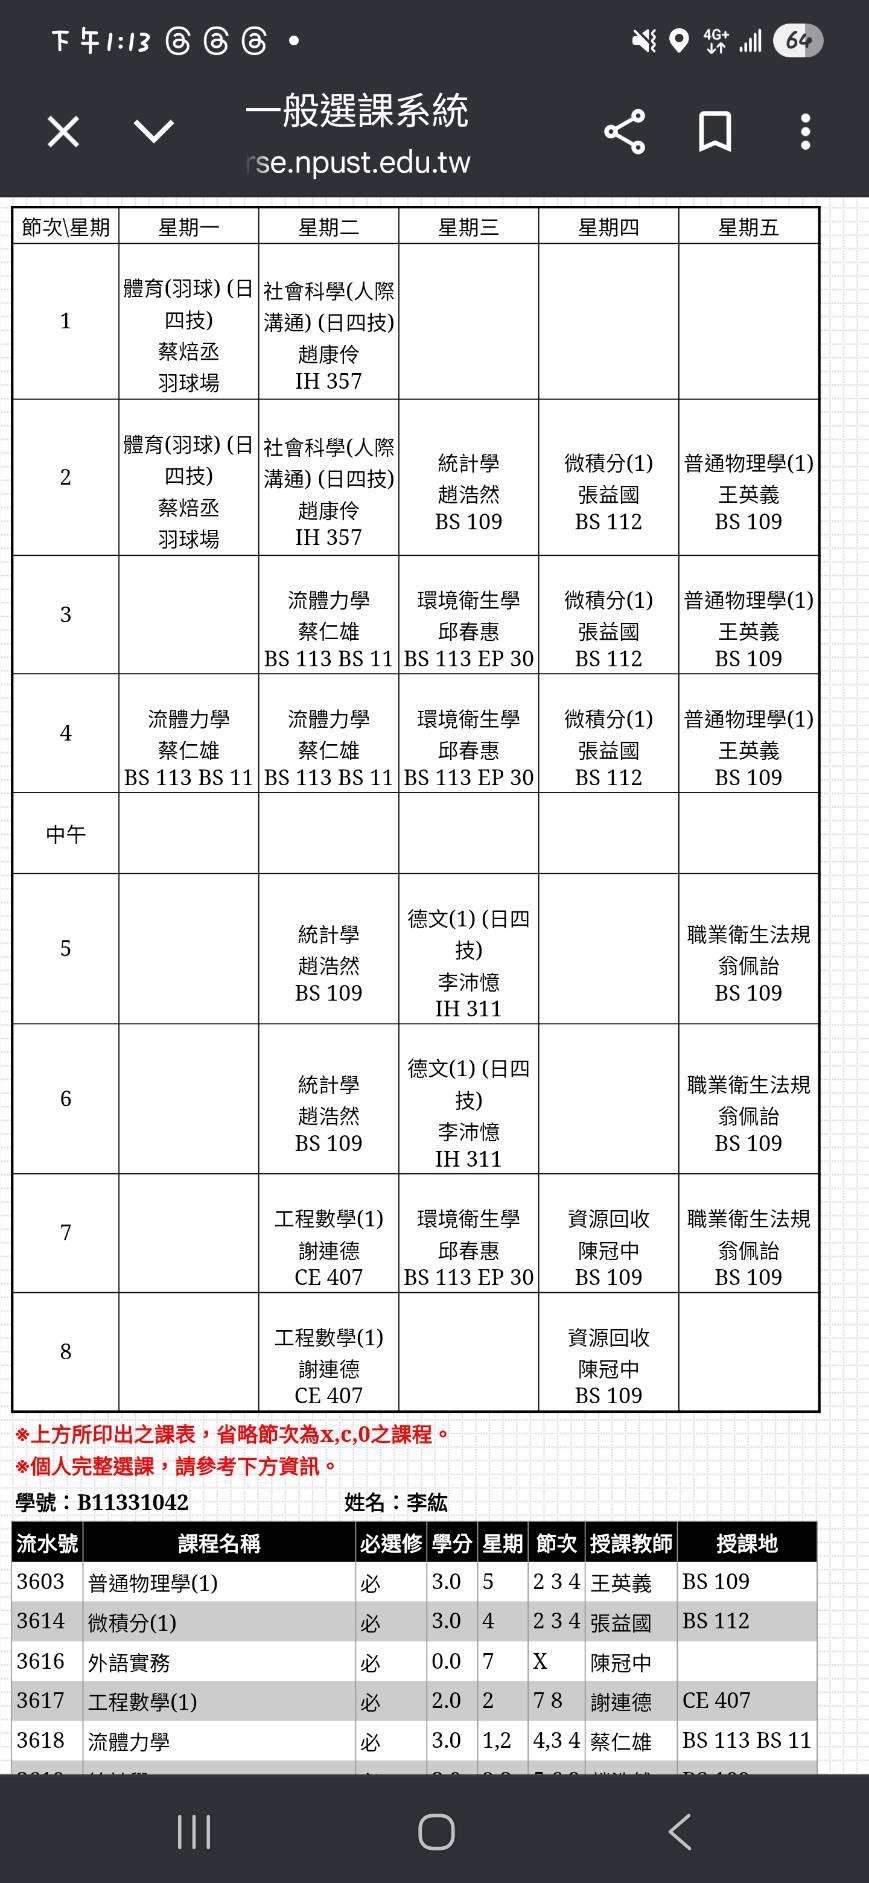 下午1:13
4G+
64
一般選課系統
rse.npust.edu.tw
節次\星期 星期一 星期二 星期三 星期四 星期五
1
體育(羽球) (日
四技)
蔡焙丞
羽球場
社會科學(人際
溝通) (日四技)
趙康伶
IH 357
2
體育(羽球) (日
四技)
蔡焙丞
羽球場
社會科學(人際
溝通) (日四技)
趙康伶
IH 357
統計學
趙浩然
BS 109
微積分(1)
張益國
BS 112
普通物理學(1)
王英義
BS 109
3
流體力學
蔡仁雄
BS 113 BS 11
環境衛生學
邱春惠
BS 113 EP 30
微積分(1)
張益國
BS 112
普通物理學(1)
王英義
BS 109
4
流體力學
蔡仁雄
BS 113 BS 11
流體力學
蔡仁雄
BS 113 BS 11
環境衛生學
邱春惠
BS 113 EP 30
微積分(1)
張益國
BS 112
普通物理學(1)
王英義
BS 109
中午
5
統計學
趙浩然
BS 109
德文(1) (日四
技)
李沛憶
IH 311
職業衛生法規
翁佩詒
BS 109
6
統計學
趙浩然
BS 109
德文(1) (日四
技)
李沛憶
IH 311
職業衛生法規
翁佩詒
BS 109
7
工程數學(1)
謝連德
CE 407
環境衛生學
邱春惠
BS 113 EP 30
資源回收
陳冠中
BS 109
職業衛生法規
翁佩詒
BS 109
8
工程數學(1)
謝連德
CE 407
資源回收
陳冠中
BS 109
※上方所印出之課表，省略節次為x,c,0之課程。
※個人完整選課，請參考下方資訊。
學號：B11331042 姓名：李紘
流水號 課程名稱 必選修 學分 星期 節次 授課教師 授課地
3603 普通物理學(1) 必 3.0 5 2 3 4 王英義 BS 109
3614 微積分(1) 必 3.0 4 2 3 4 張益國 BS 112
3616 外語實務 必 0.0 7 X 陳冠中
3617 工程數學(1) 必 2.0 2 7 8 謝連德 CE 407
3618 流體力學 必 3.0 1,2 4,3 4 蔡仁雄 BS 113 BS 11